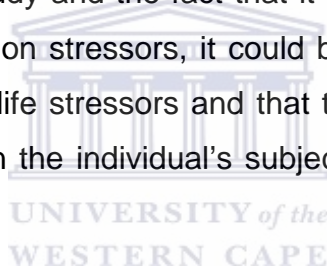 udy and the fact that it
on stressors, it could b
life stressors and that t
n the individual's subjec
UNIVERSITY of the
WESTERN CAPE